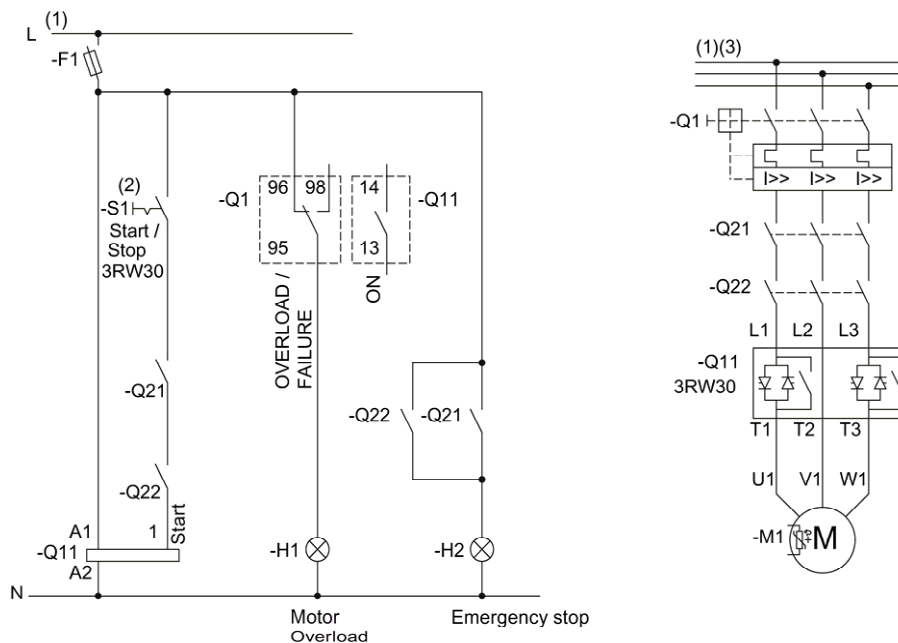 L (1)
-F1
(2)
-S1
Start /
Stop
3RW30
-Q1
96 98
95
14
13
-Q11
OVERLOAD /
FAILURE
ON
-Q21
-Q22
-Q22
-Q21
A1
1
Start
-Q11
A2
-H1
-H2
N
Motor
Overload
Emergency stop
(1)(3)
-Q1
I>> I>> I>>
-Q21
-Q22
L1 L2 L3
-Q11
3RW30
T1 T2 T3
U1 V1 W1
-M1
M